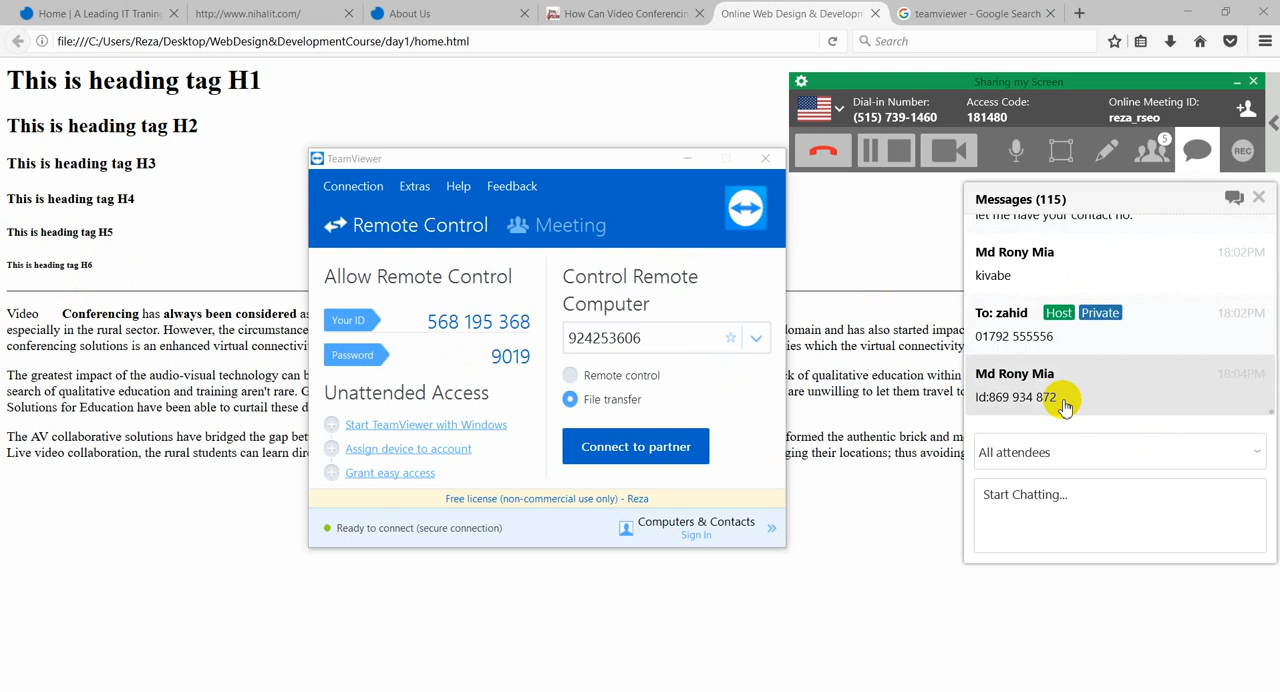 Home | A Leading IT Trainin
http://www.nihalit.com/
About Us
How Can Video Conferencin
Online Web Design & Developm
teamviewer - Google Search
file:///C:/Users/Reza/Desktop/WebDesign&DevelopmentCourse/day1/home.html
Search
This is heading tag H1
This is heading tag H2
This is heading tag H3
This is heading tag H4
This is heading tag H5
This is heading tag H6
Video Conferencing has always been considered as
omain and has also started impac
especially in the rural sector. However, the circumstance
conferencing solutions is an enhanced virtual connectivi
ies which the virtual connectivity
The greatest impact of the audio-visual technology can b
k of qualitative education within
search of qualitative education and training aren't rare. G
are unwilling to let them travel to
Solutions for Education have been able to curtail these d
The AV collaborative solutions have bridged the gap bet
formed the authentic brick and m
Live video collaboration, the rural students can learn dir
ging their locations; thus avoiding
TeamViewer
Connection Extras Help Feedback
Remote Control
Meeting
Allow Remote Control
Your ID 568 195 368
Password 9019
Unattended Access
Start TeamViewer with Windows
Assign device to account
Grant easy access
Control Remote
Computer
924253606
Remote control
File transfer
Connect to partner
Free license (non-commercial use only) - Reza
Ready to connect (secure connection)
Computers & Contacts
Sign In
Sharing my Screen
Dial-in Number:
(515) 739-1460
Access Code:
181480
Online Meeting ID:
reza_rseo
5
REC
Messages (115)
let me have your contact no.
Md Rony Mia 18:02PM
kivabe
To: zahid Host Private 18:02PM
01792 555556
Md Rony Mia 18:04PM
Id:869 934 872
All attendees
Start Chatting...